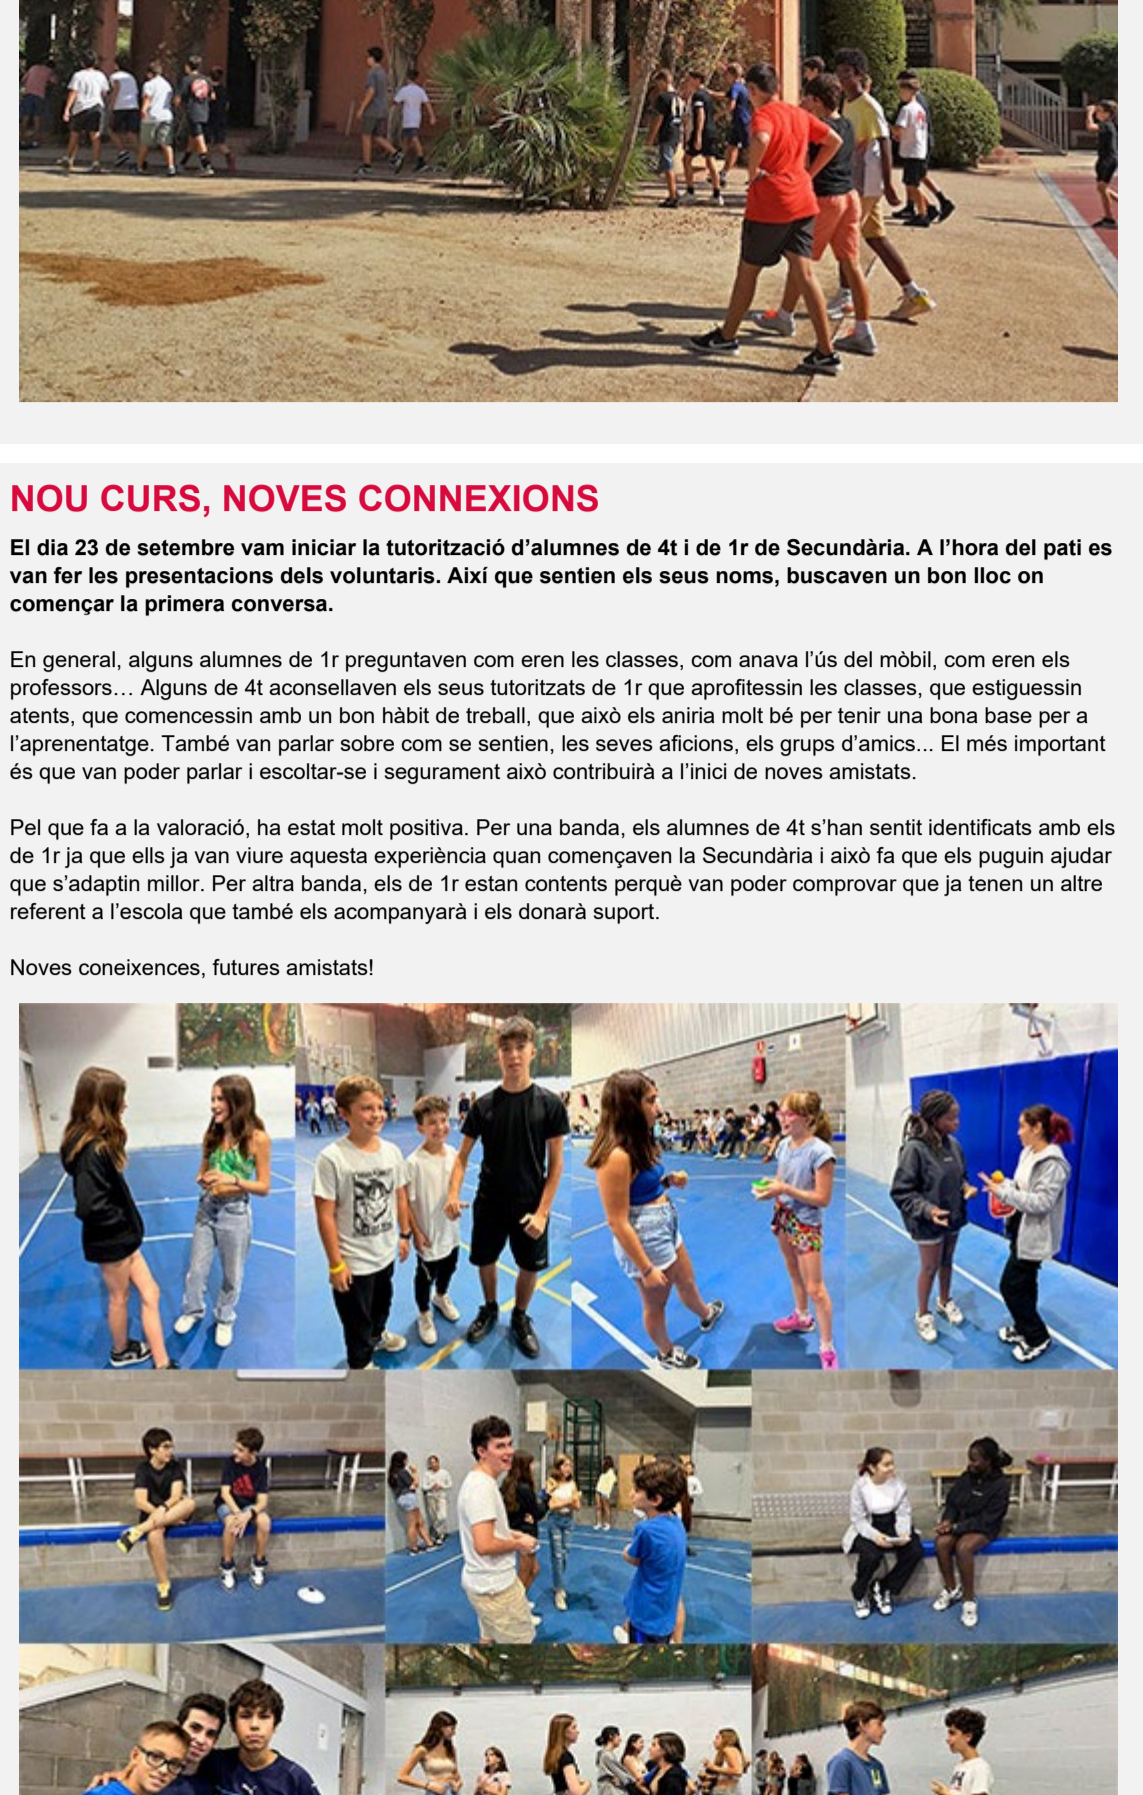 NOU CURS, NOVES CONNEXIONS
El dia 23 de setembre vam iniciar la tutorització d’alumnes de 4t i de 1r de Secundària. A l’hora del pati es
van fer les presentacions dels voluntaris. Així que sentien els seus noms, buscaven un bon lloc on
començar la primera conversa.
En general, alguns alumnes de 1r preguntaven com eren les classes, com anava l’ús del mòbil, com eren els
professors… Alguns de 4t aconsellaven els seus tutoritzats de 1r que aprofitessin les classes, que estiguessin
atents, que comencessin amb un bon hàbit de treball, que això els aniria molt bé per tenir una bona base per a
l’aprenentatge. També van parlar sobre com se sentien, les seves aficions, els grups d’amics... El més important
és que van poder parlar i escoltar-se i segurament això contribuirà a l’inici de noves amistats.
Pel que fa a la valoració, ha estat molt positiva. Per una banda, els alumnes de 4t s’han sentit identificats amb els
de 1r ja que ells ja van viure aquesta experiència quan començaven la Secundària i això fa que els puguin ajudar
que s’adaptin millor. Per altra banda, els de 1r estan contents perquè van poder comprovar que ja tenen un altre
referent a l’escola que també els acompanyarà i els donarà suport.
Noves coneixences, futures amistats!